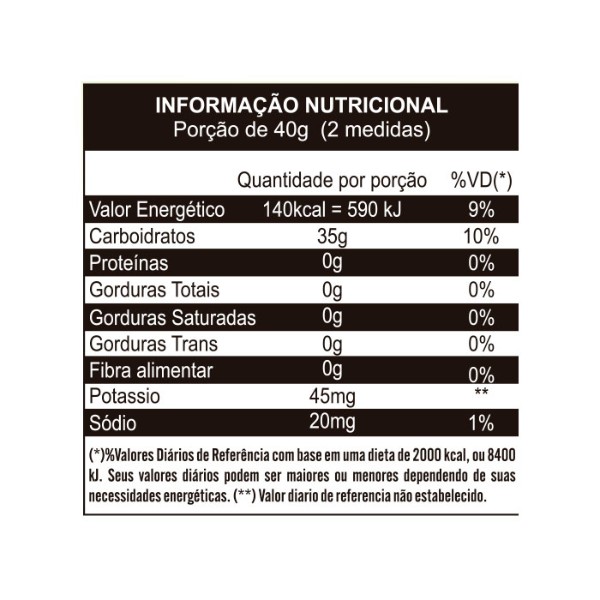 INFORMAÇÃO NUTRICIONAL
Porção de 40g (2 medidas)
Quantidade por porção %VD(*)
Valor Energético 140kcal = 590 kJ 9%
Carboidratos 35g 10%
Proteínas 0g 0%
Gorduras Totais 0g 0%
Gorduras Saturadas 0g 0%
Gorduras Trans 0g 0%
Fibra alimentar 0g 0%
Potassio 45mg **
Sódio 20mg 1%
(*)%Valores Diários de Referência com base em uma dieta de 2000 kcal, ou 8400
kJ. Seus valores diários podem ser maiores ou menores dependendo de suas
necessidades energéticas. (**) Valor diario de referencia não estabelecido.